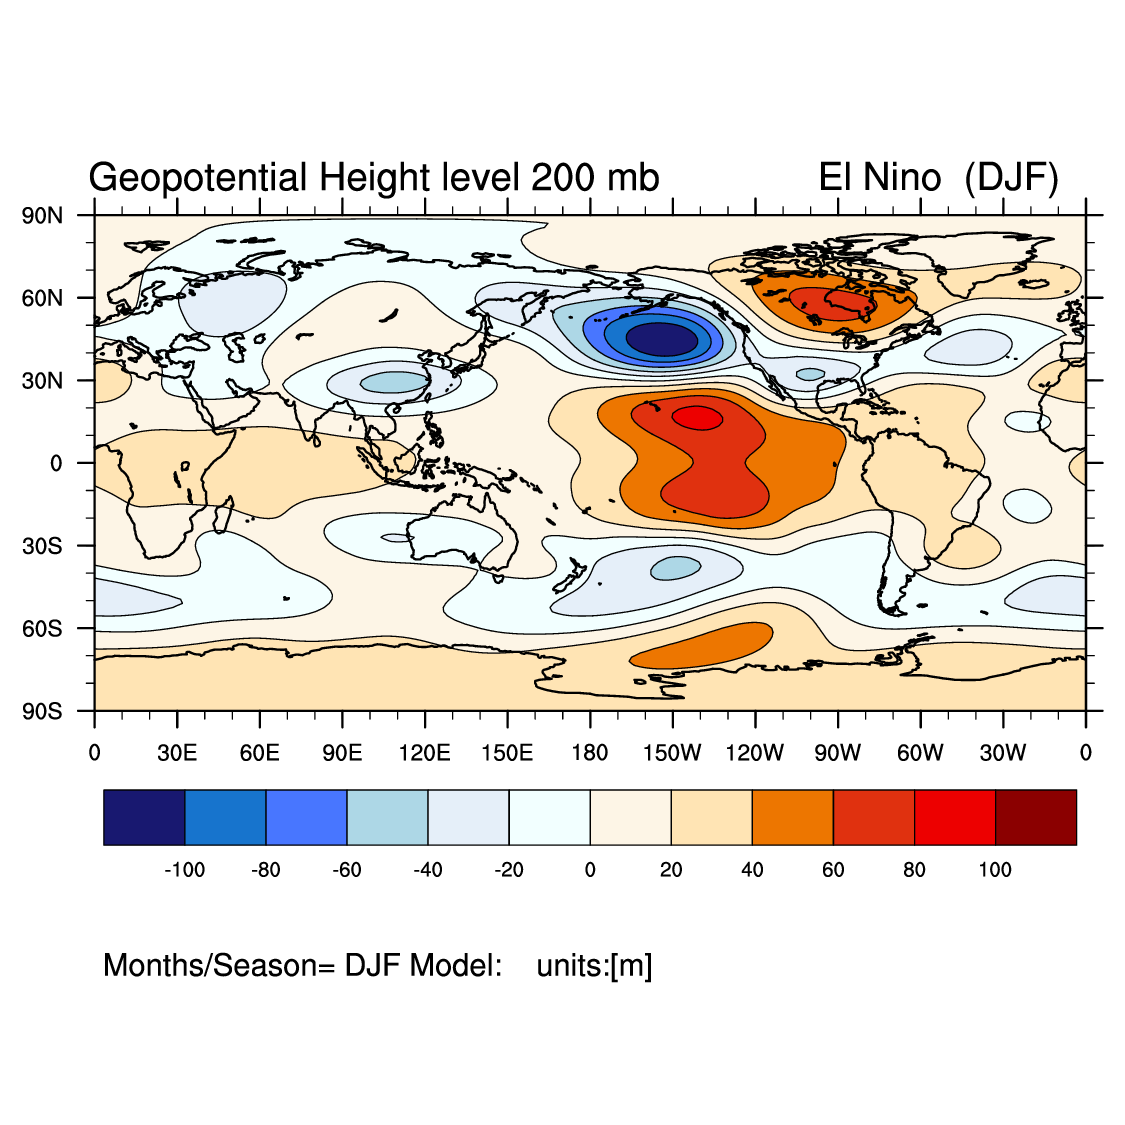 Geopotential Height level 200 mb El Nino (DJF)
90N
60N
30N
0
30S
60S
90S
0 30E 60E 90E 120E 150E 180 150W 120W 90W 60W 30W 0
-100 -80 -60 -40 -20 0 20 40 60 80 100
Months/Season= DJF Model: units:[m]